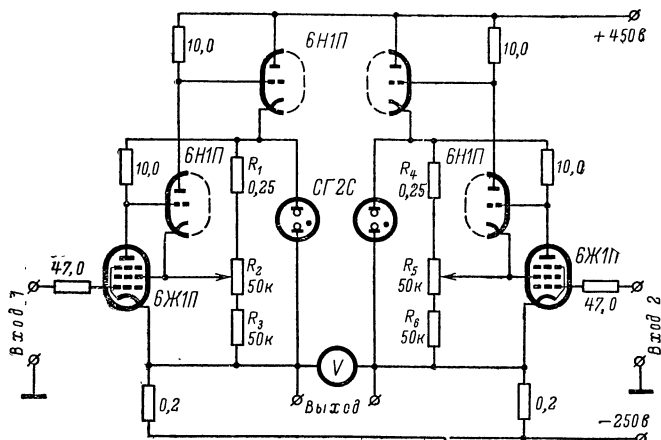 6Н1П
10,0
10,0
+450в
10,0
6Н1П
R1
0,25
СГ2С
R4
0,25
6Н1П
10,0
47,0
6Ж1П
R2
50к
R5
50к
6Ж1П
47,0
Вход 1
R3
50к
V
R6
50к
Вход 2
0,2
Выход
0,2
−250в